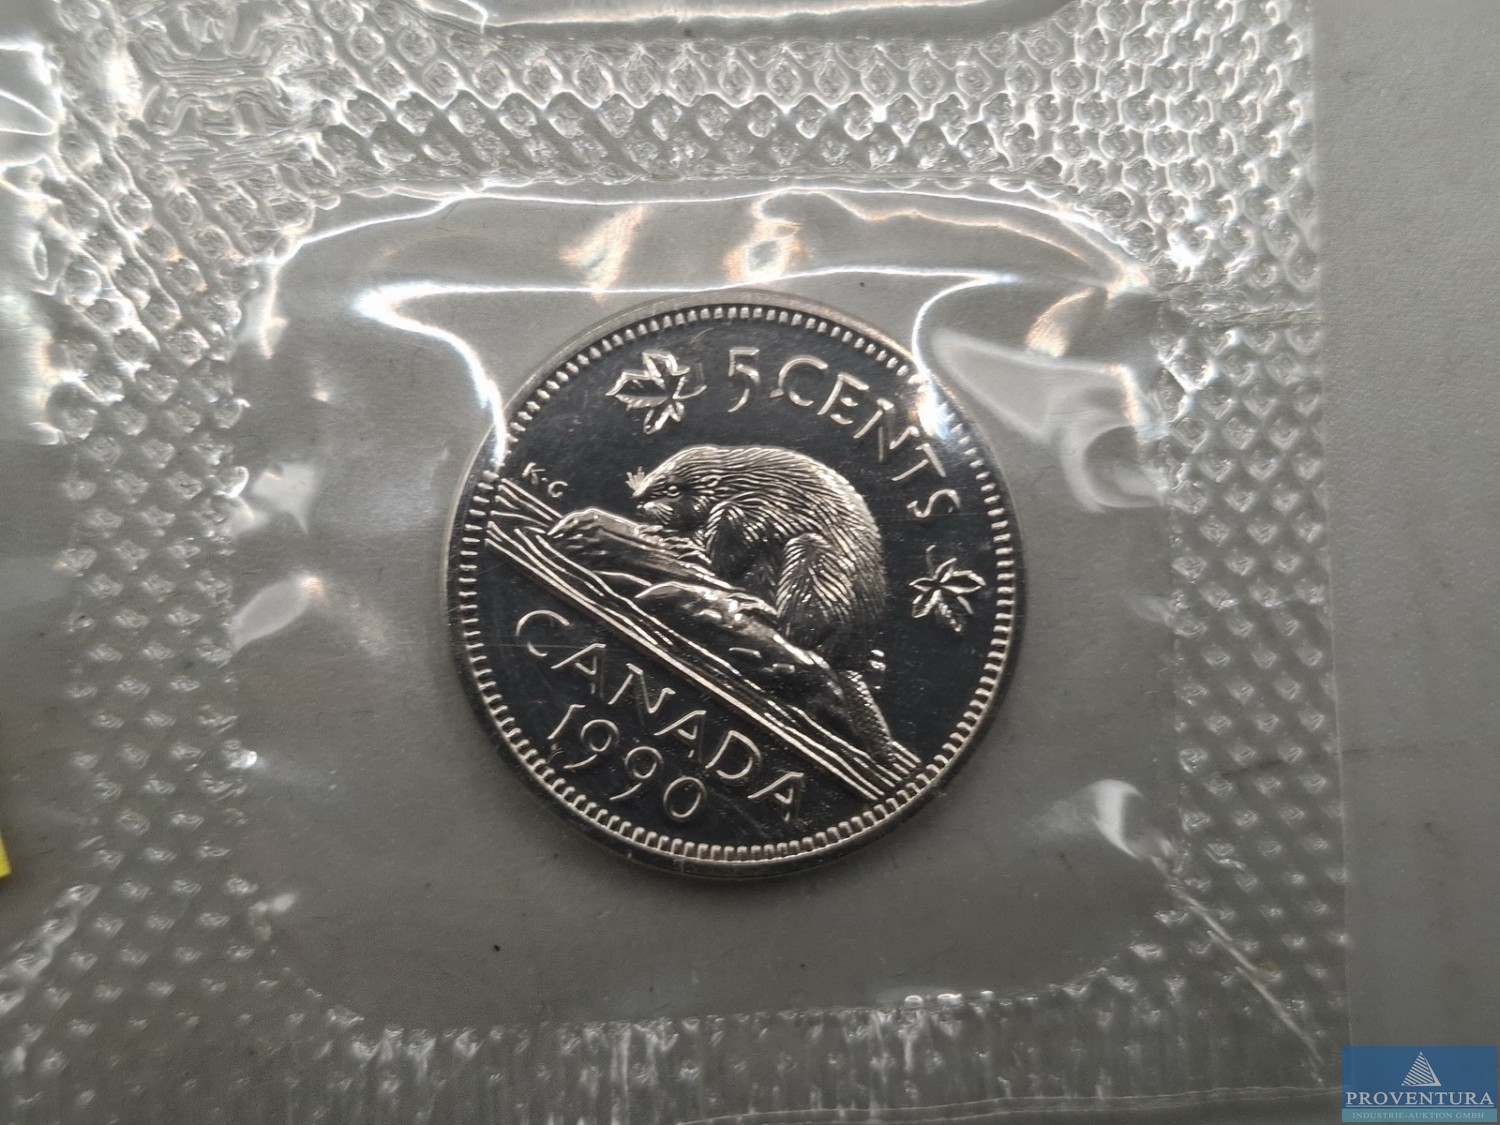 5 CENTS
K·G
CANADA
1990
PROVENTURA
INDUSTRIE-AUKTION GMBH